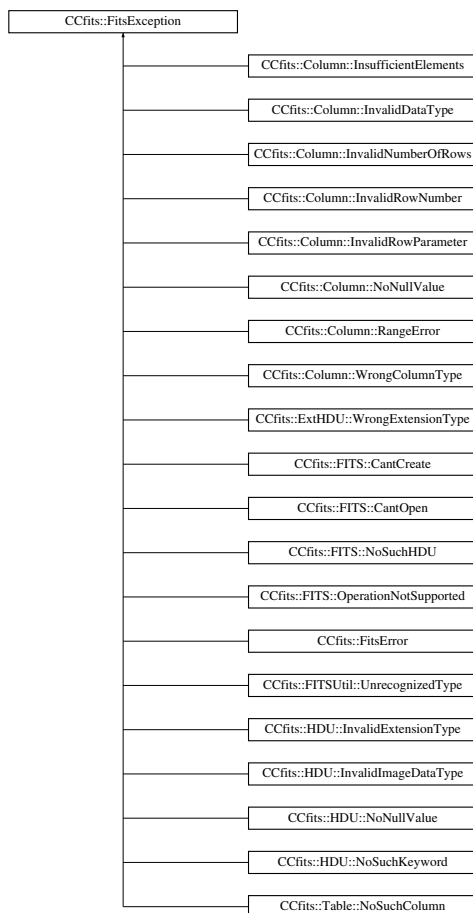 CCfits::FitsException
CCfits::Column::InsufficientElements
CCfits::Column::InvalidDataType
CCfits::Column::InvalidNumberOfRows
CCfits::Column::InvalidRowNumber
CCfits::Column::InvalidRowParameter
CCfits::Column::NoNullValue
CCfits::Column::RangeError
CCfits::Column::WrongColumnType
CCfits::ExtHDU::WrongExtensionType
CCfits::FITS::CantCreate
CCfits::FITS::CantOpen
CCfits::FITS::NoSuchHDU
CCfits::FITS::OperationNotSupported
CCfits::FitsError
CCfits::FITSUtil::UnrecognizedType
CCfits::HDU::InvalidExtensionType
CCfits::HDU::InvalidImageDataType
CCfits::HDU::NoNullValue
CCfits::HDU::NoSuchKeyword
CCfits::Table::NoSuchColumn